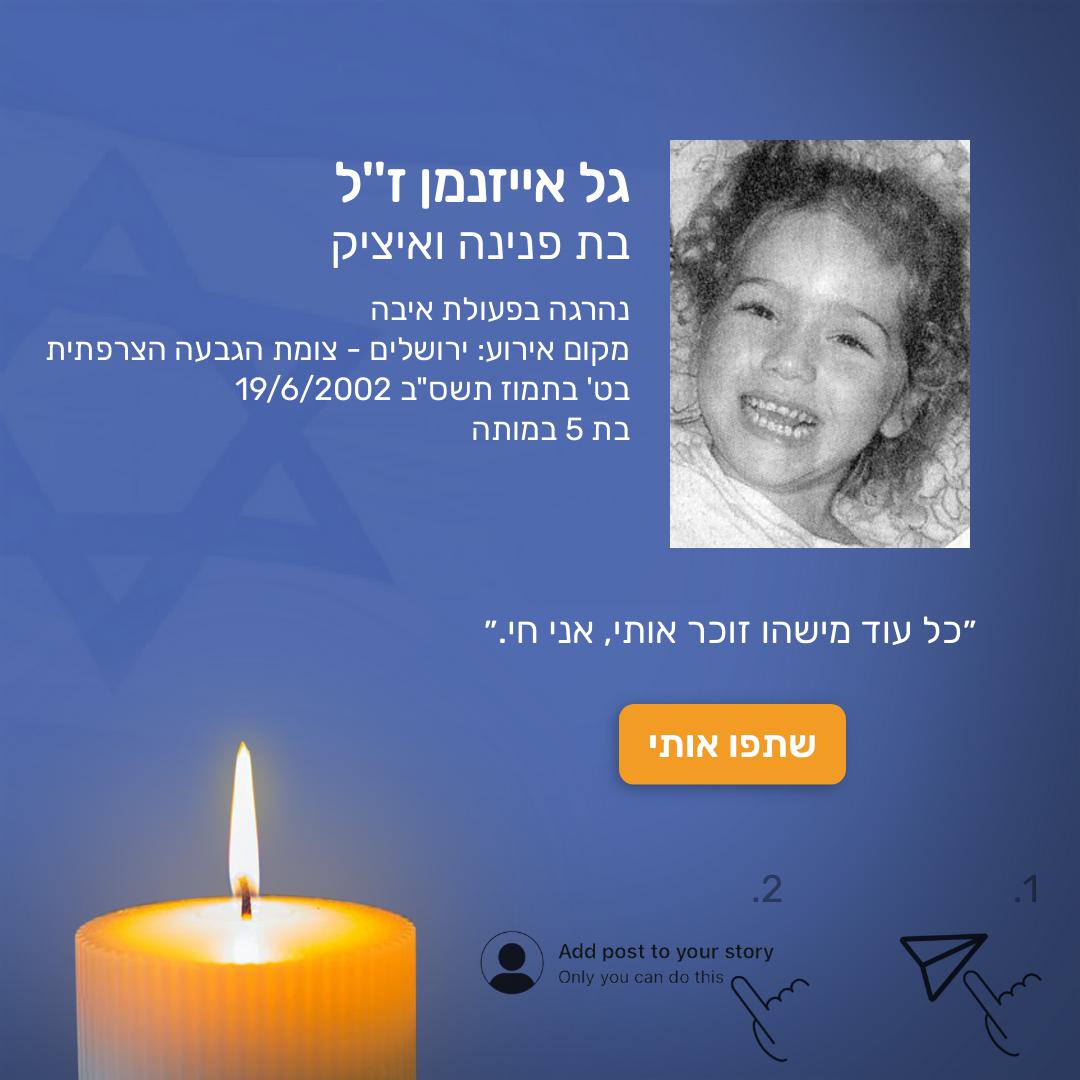 גל אייזנמן ז"ל
בת פנינה ואיציק
נהרגה בפעולת איבה
מקום אירוע: ירושלים - צומת הגבעה הצרפתית
בט' בתמוז תשס"ב 19/6/2002
בת 5 במותה
"כל עוד מישהו זוכר אותי, אני חי."
שתפו אותי
1.
2.
Add post to your story
Only you can do this